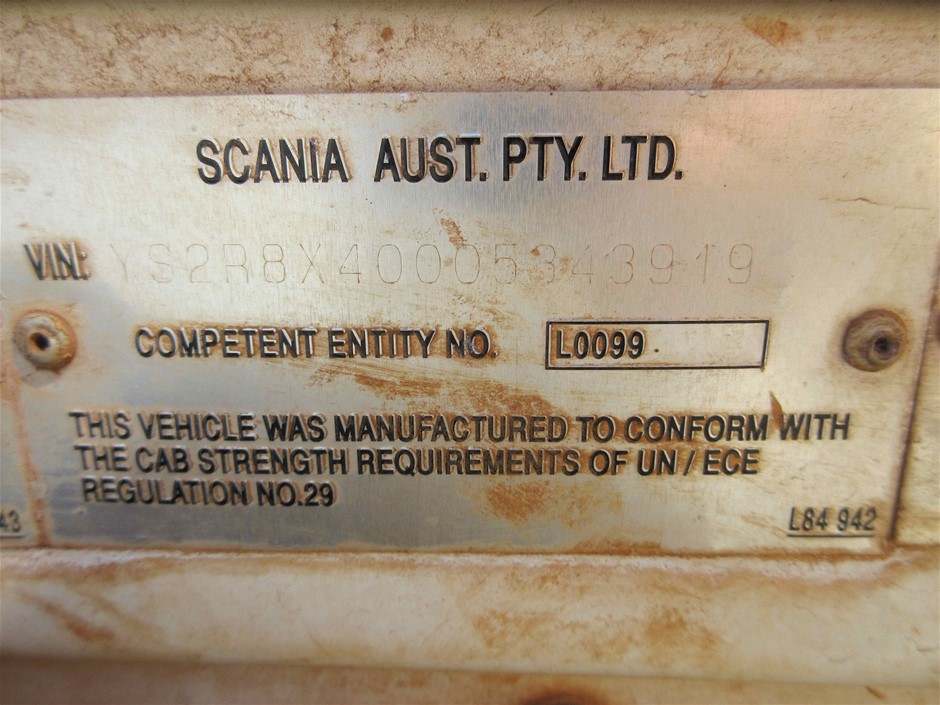 SCANIA AUST. PTY. LTD.
VIN: YS2R8X40005343919
COMPETENT ENTITY NO. L0099
THIS VEHICLE WAS MANUFACTURED TO CONFORM WITH
THE CAB STRENGTH REQUIREMENTS OF UN / ECE
REGULATION NO.29
43
L84 942